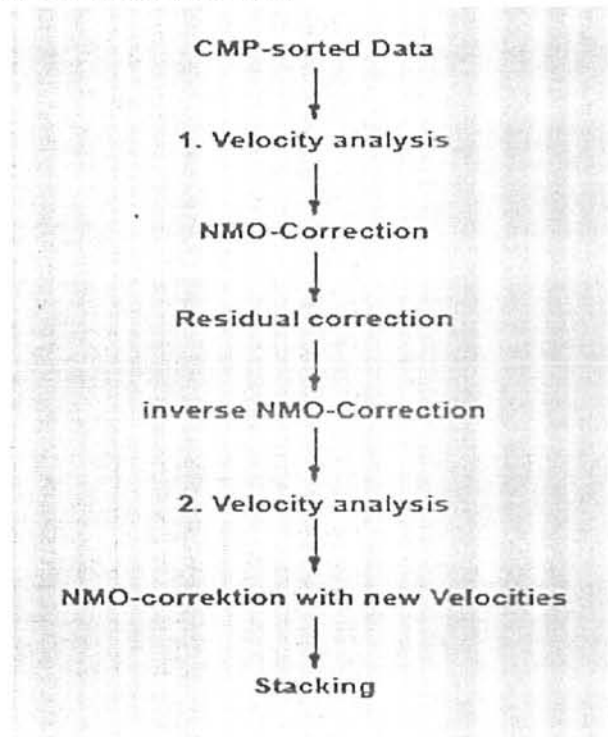 CMP-sorted Data
1. Velocity analysis
NMO-Correction
Residual correction
inverse NMO-Correction
2. Velocity analysis
NMO-correktion with new Velocities
Stacking